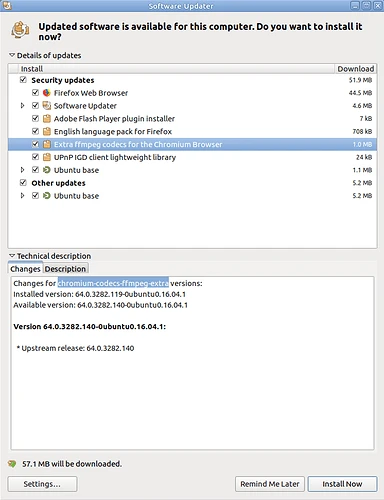 Software Updater
Updated software is available for this computer. Do you want to install it
now?
Details of updates
Install Download
Security updates 51.9 MB
Firefox Web Browser 44.5 MB
Software Updater 4.6 MB
Adobe Flash Player plugin installer 7 kB
English language pack for Firefox 708 kB
Extra ffmpeg codecs for the Chromium Browser 1.0 MB
UPnP IGD client lightweight library 24 kB
Ubuntu base 1.1 MB
Other updates 5.2 MB
Ubuntu base 5.2 MB
Technical description
Changes Description
Changes for chromium-codecs-ffmpeg-extra versions:
Installed version: 64.0.3282.119-0ubuntu0.16.04.1
Available version: 64.0.3282.140-0ubuntu0.16.04.1
Version 64.0.3282.140-0ubuntu0.16.04.1:
* Upstream release: 64.0.3282.140
57.1 MB will be downloaded.
Settings... Remind Me Later Install Now